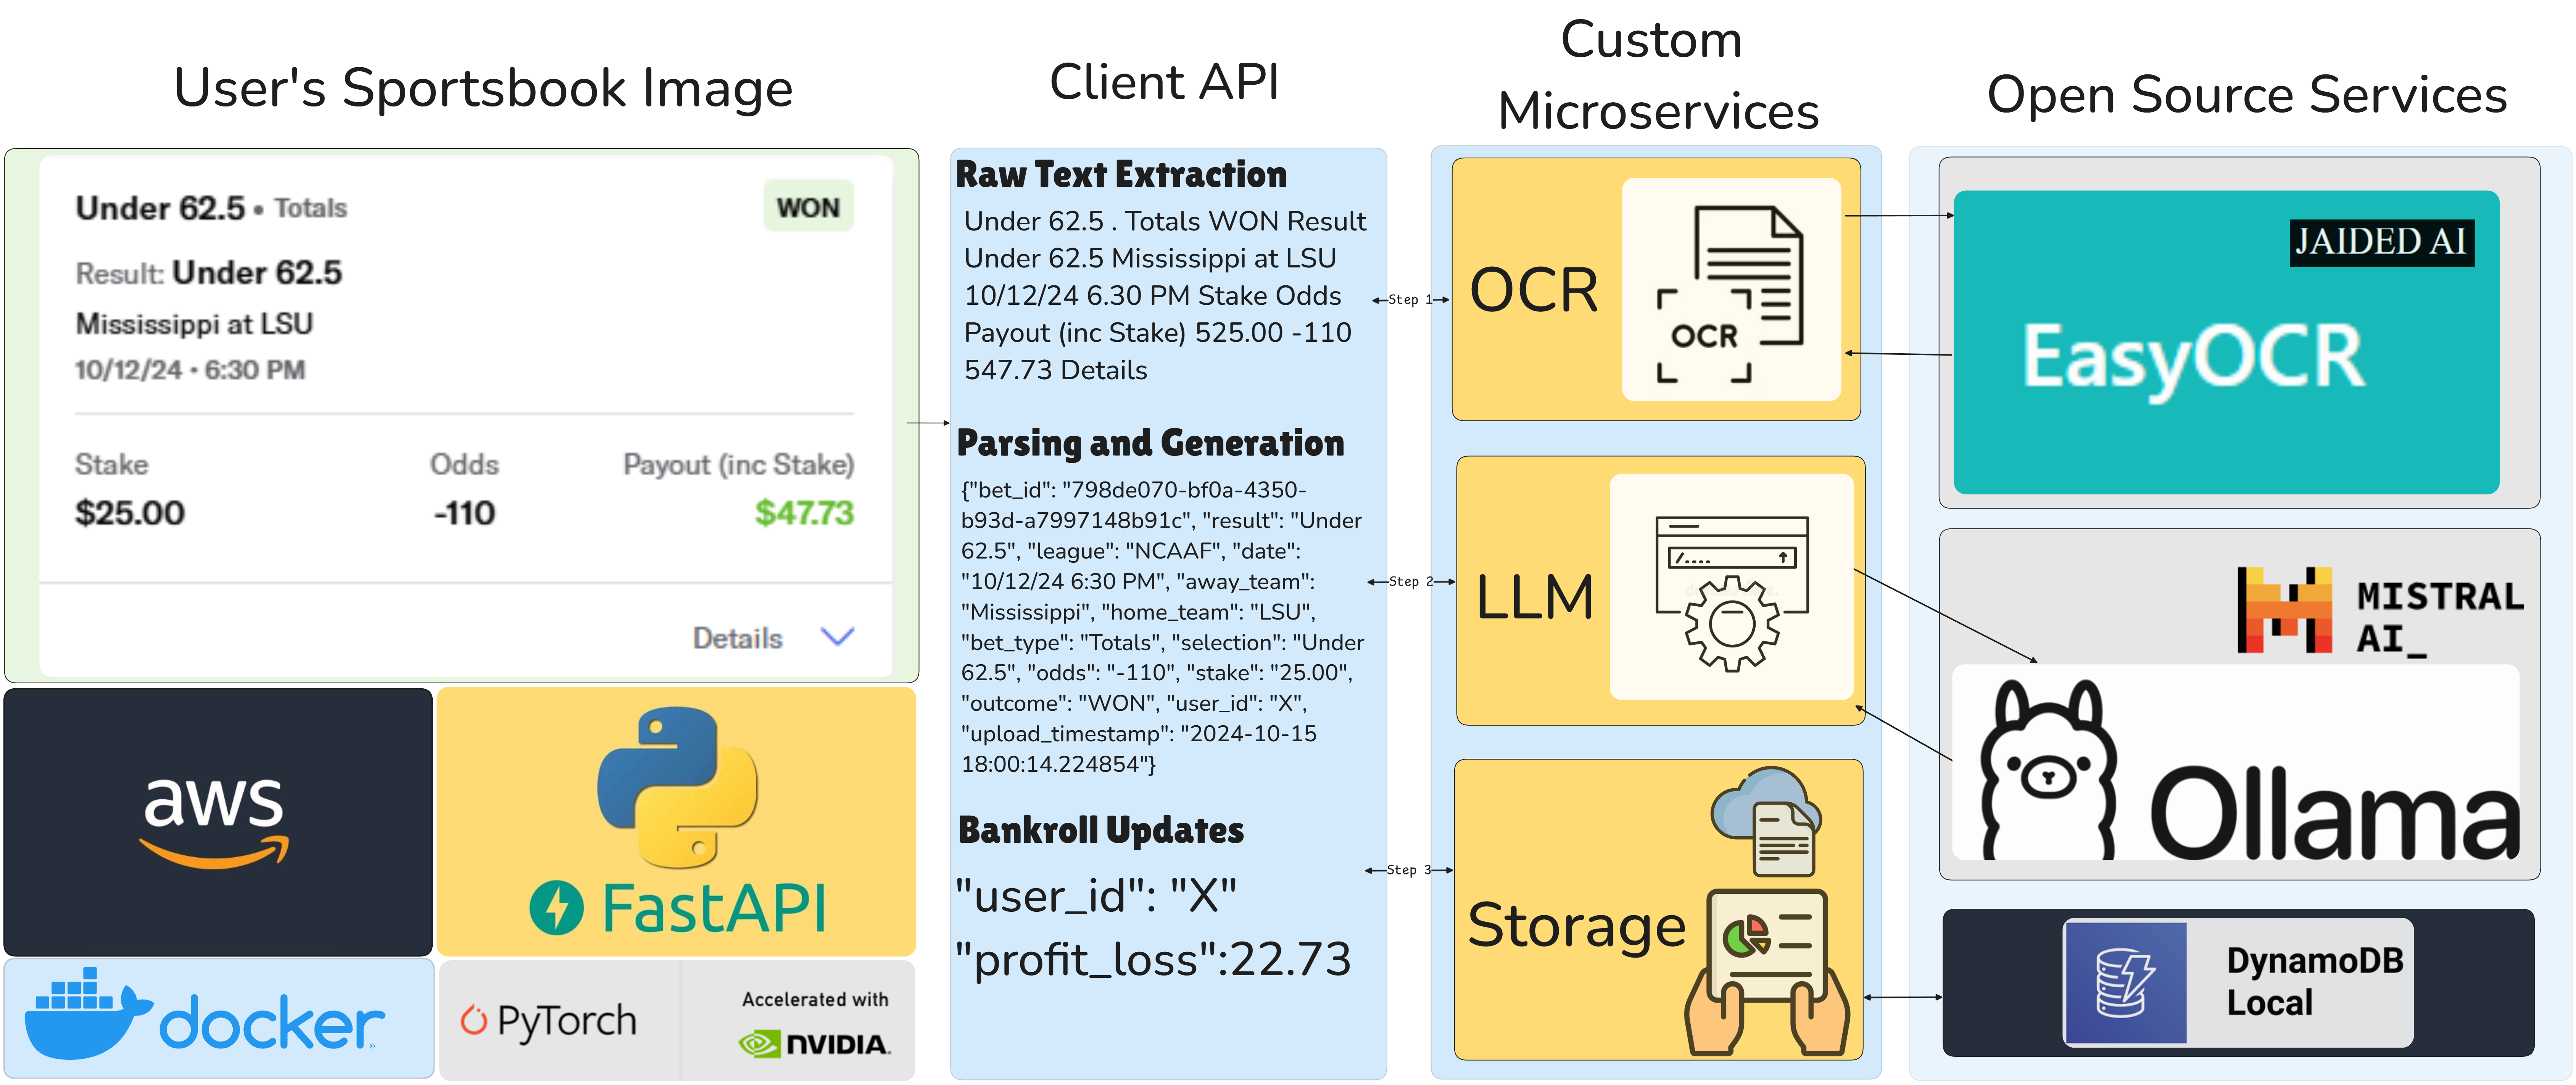 User's Sportsbook Image
Under 62.5 • Totals
WON
Result: Under 62.5
Mississippi at LSU
10/12/24 • 6:30 PM
Stake
Odds
Payout (inc Stake)
$25.00
-110
$47.73
Details
aws
FastAPI
docker
PyTorch
Accelerated with
NVIDIA.
Client API
Raw Text Extraction
Under 62.5 . Totals WON Result
Under 62.5 Mississippi at LSU
10/12/24 6.30 PM Stake Odds
Payout (inc Stake) 525.00 -110
547.73 Details
Parsing and Generation
{"bet_id": "798de070-bf0a-4350-
b93d-a7997148b91c", "result": "Under
62.5", "league": "NCAAF", "date":
"10/12/24 6:30 PM", "away_team":
"Mississippi", "home_team": "LSU",
"bet_type": "Totals", "selection": "Under
62.5", "odds": "-110", "stake": "25.00",
"outcome": "WON", "user_id": "X",
"upload_timestamp": "2024-10-15
18:00:14.224854"}
Bankroll Updates
"user_id": "X"
"profit_loss":22.73
Step 1
Step 2
Step 3
Custom
Microservices
OCR
OCR
LLM
/.....
Storage
Open Source Services
JAIDED AI
EasyOCR
MISTRAL
AI_
Ollama
DynamoDB
Local